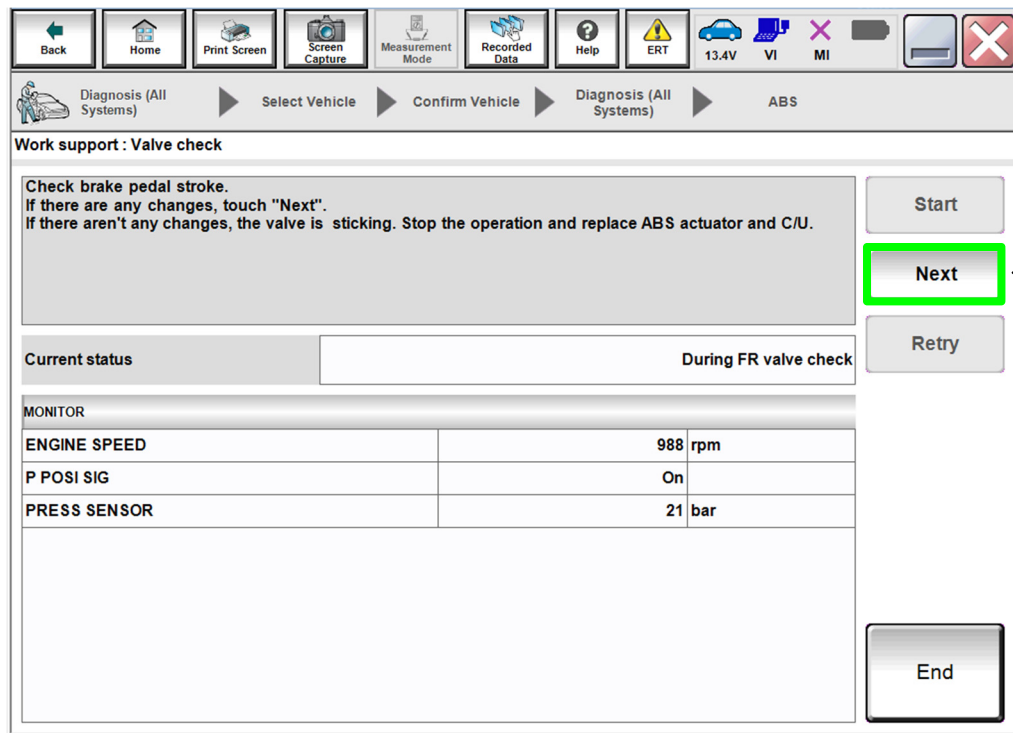 Back
Home
Print Screen
Screen
Capture
Measurement
Mode
Recorded
Data
Help
ERT
13.4V
VI
MI
Diagnosis (All
Systems)
Select Vehicle
Confirm Vehicle
Diagnosis (All
Systems)
ABS
Work support : Valve check
Check brake pedal stroke.
If there are any changes, touch "Next".
If there aren't any changes, the valve is  sticking. Stop the operation and replace ABS actuator and C/U.
Start
Next
Retry
Current status During FR valve check
MONITOR
ENGINE SPEED 988 rpm
P POSI SIG On
PRESS SENSOR 21 bar
End